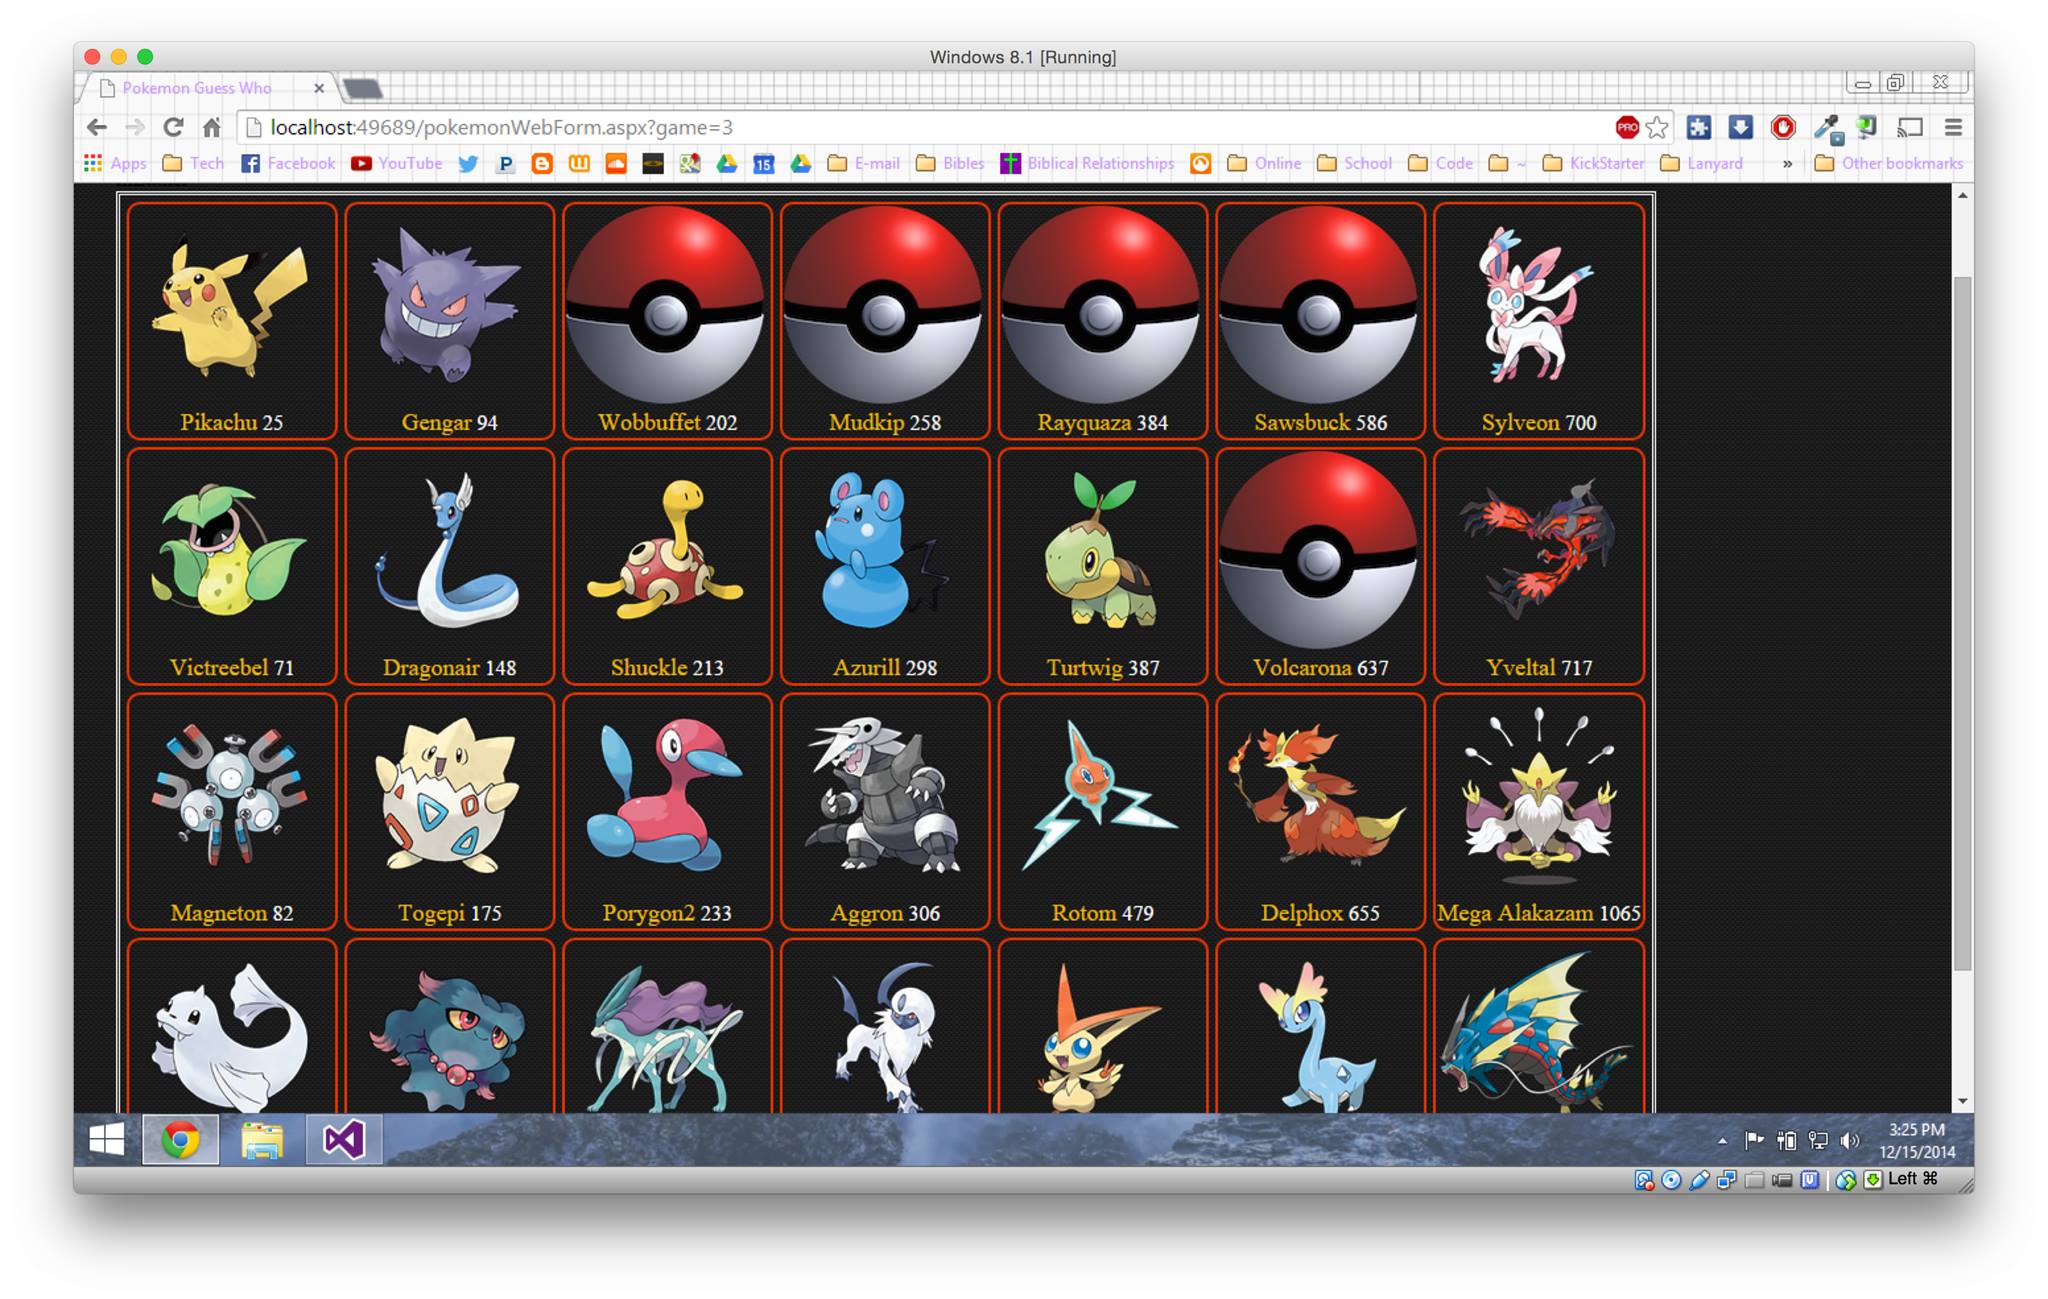 Windows 8.1 [Running]
Pokemon Guess Who
localhost:49689/pokemonWebForm.aspx?game=3
PRO
Apps Tech Facebook YouTube 15 E-mail Bibles Biblical Relationships Online School Code ~ KickStarter Lanyard » Other bookmarks
Pikachu 25 Gengar 94 Wobbuffet 202 Mudkip 258 Rayquaza 384 Sawsbuck 586 Sylveon 700
Victreebel 71 Dragonair 148 Shuckle 213 Azurill 298 Turtwig 387 Volcarona 637 Yveltal 717
Magneton 82 Togepi 175 Porygon2 233 Aggron 306 Rotom 479 Delphox 655 Mega Alakazam 1065
3:25 PM
12/15/2014
Left ⌘